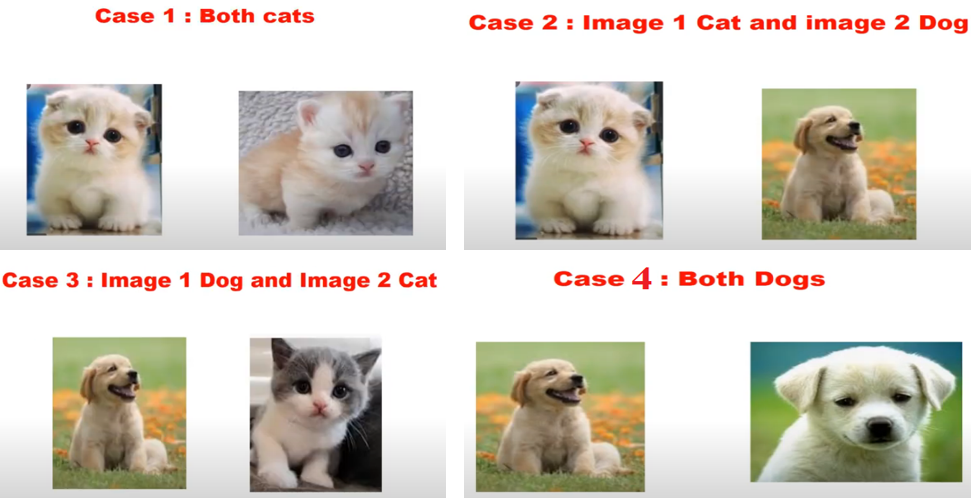 Case 1 : Both cats
Case 2 : Image 1 Cat and image 2 Dog
Case 3 : Image 1 Dog and Image 2 Cat
Case 4 : Both Dogs